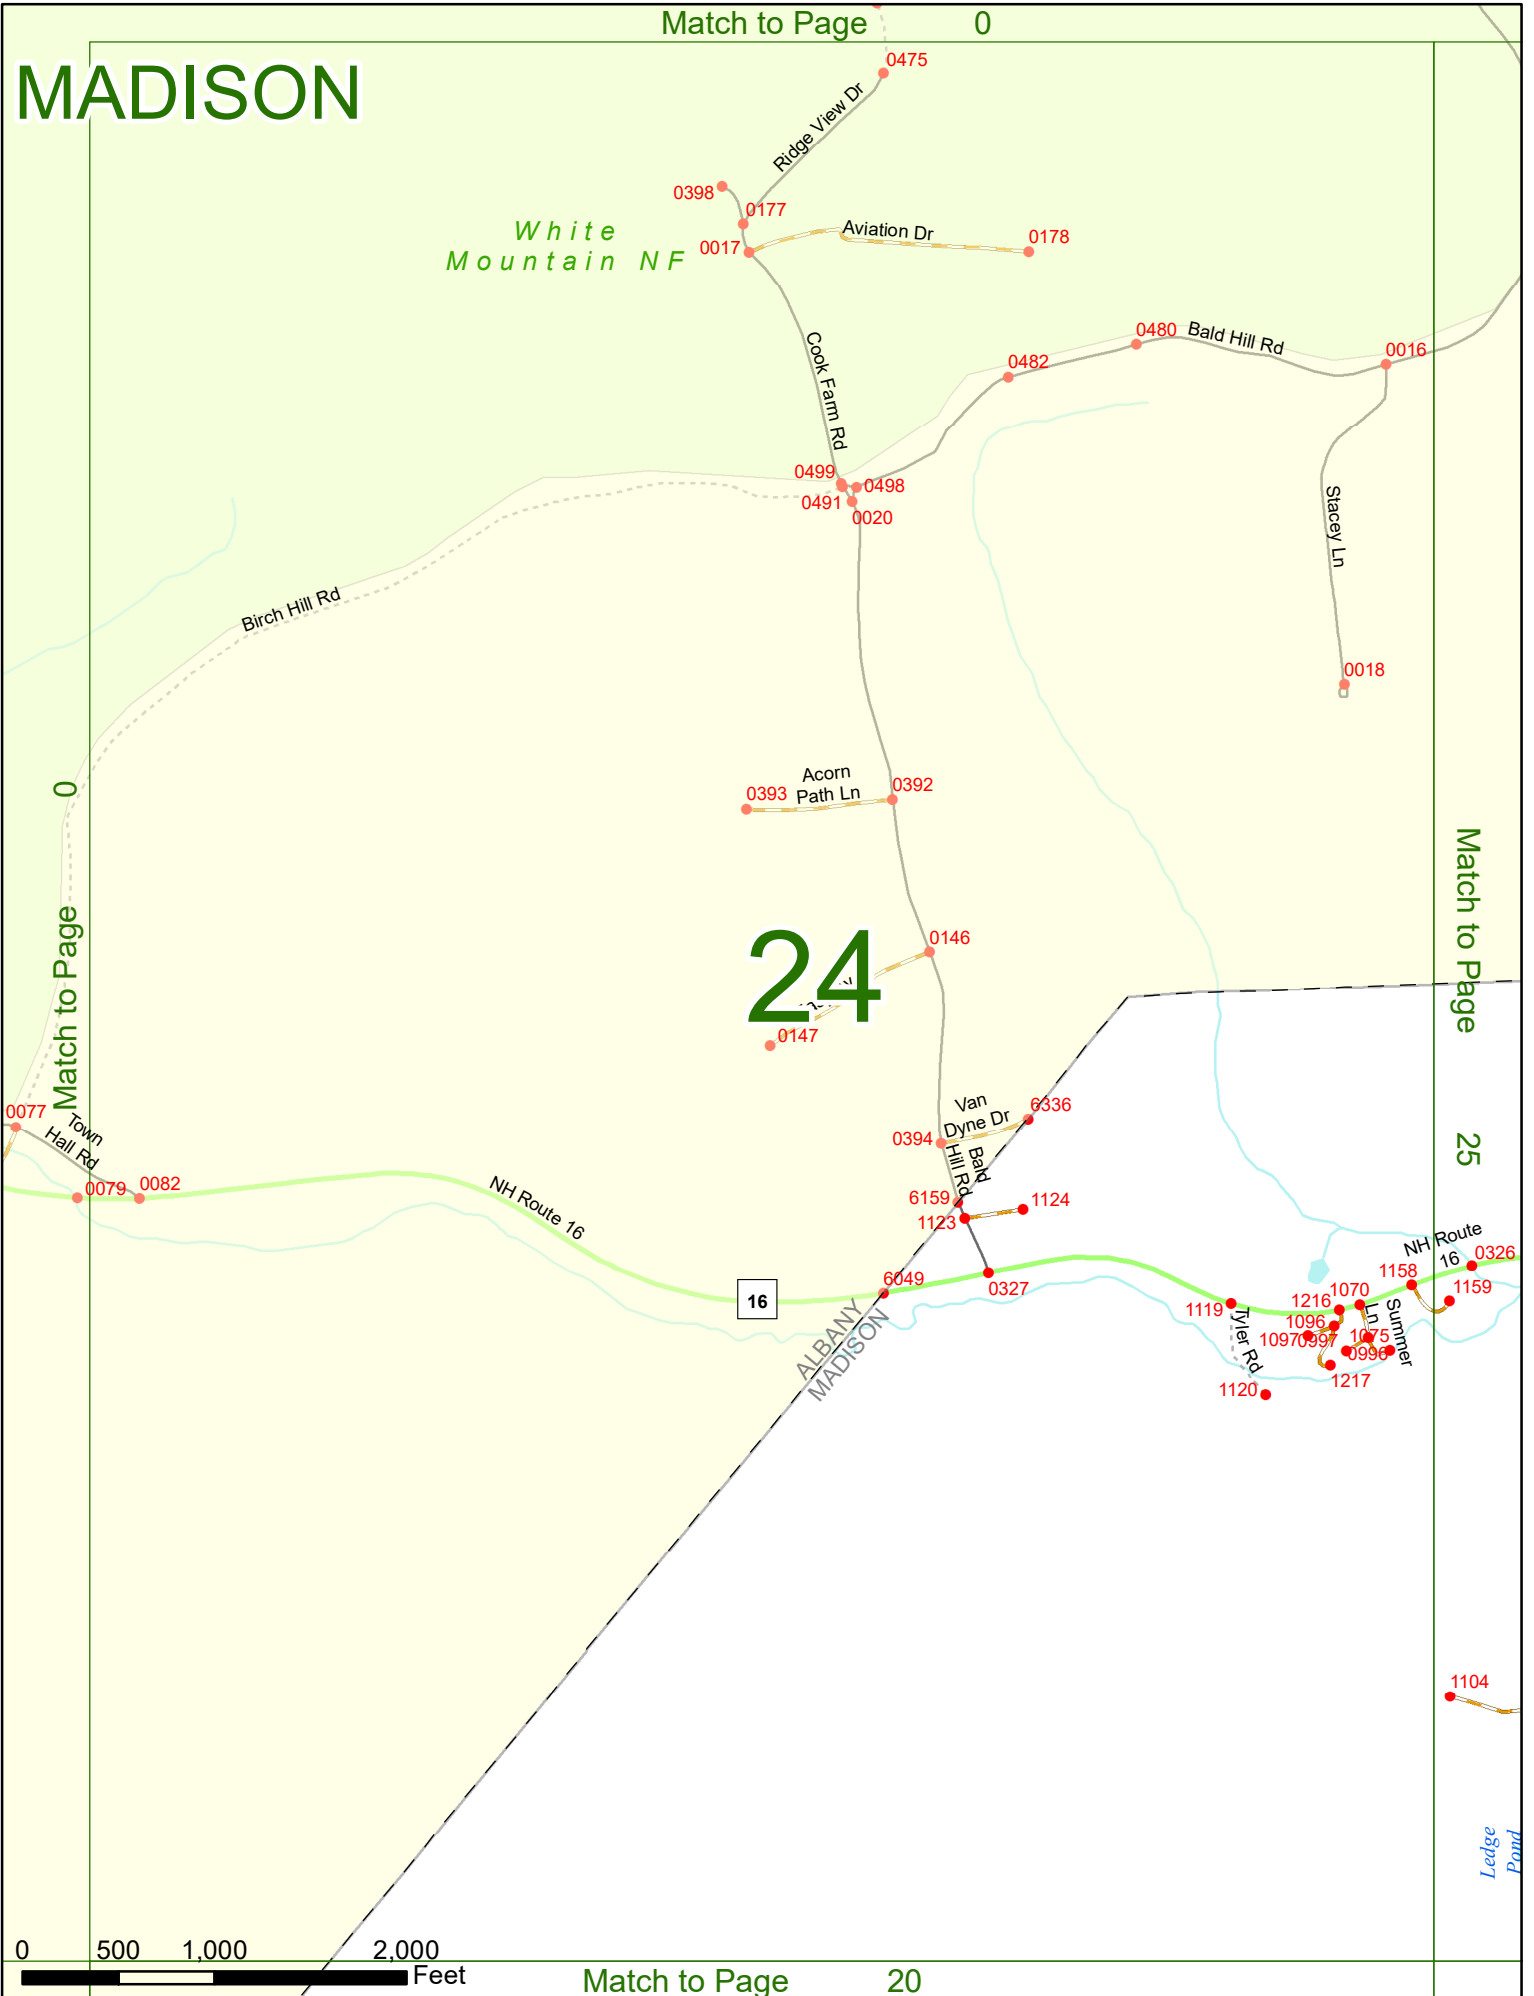 Match to Page 0
MADISON
0475
Ridge View Dr
0398
0177
White
Mountain NF
0017
Aviation Dr
0178
Cook Farm Rd
0480
Bald Hill Rd
0482
0016
0499
0498
0491
0020
Stacey Ln
Birch Hill Rd
0018
Acorn
Path Ln
0393
0392
Match to Page 0
Match to Page 25
24
0146
0147
0077
Town
Hall Rd
0079
0082
Van
Dyne Dr
6336
0394
Bald
Hill Rd
6159
1123
1124
NH Route 16
16
6049
0327
ALBANY
MADISON
NH Route
16
0326
1158
1159
1119
Tyler Rd
1120
1216
1070
1096
1097
0997
1075
0996
1217
Summer
Ln
1104
Ledge
Pond
0 500 1,000 2,000
Feet
Match to Page 20